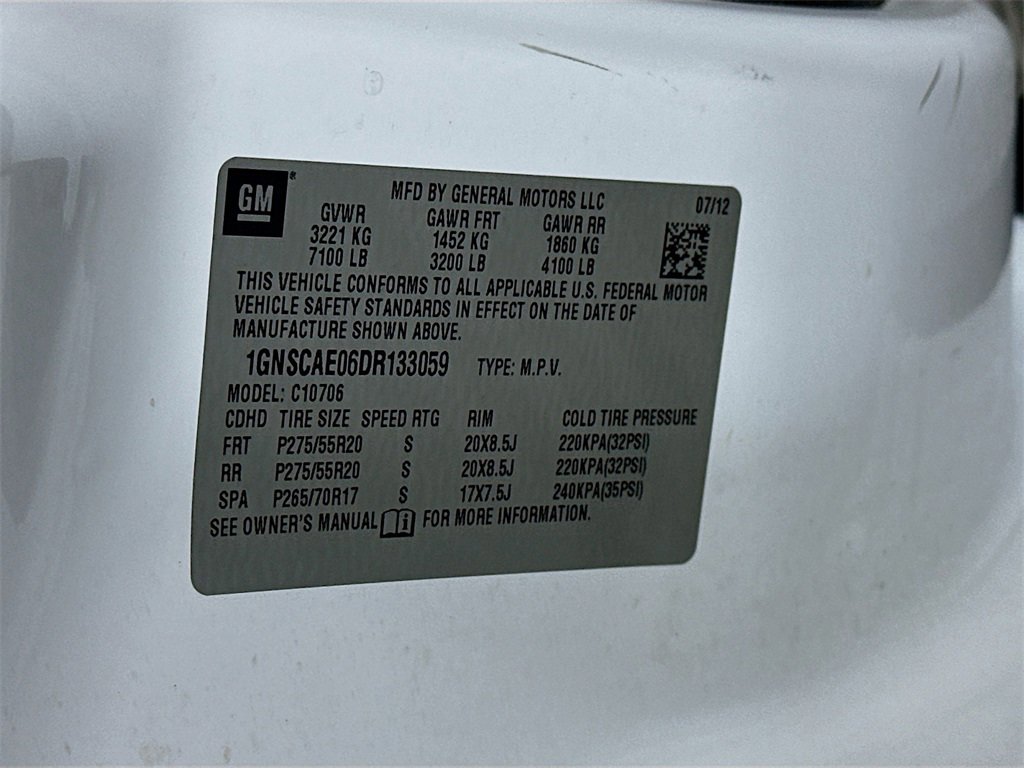 GM®
MFD BY GENERAL MOTORS LLC 07/12
GVWR GAWR FRT GAWR RR
3221 KG 1452 KG 1860 KG
7100 LB 3200 LB 4100 LB
THIS VEHICLE CONFORMS TO ALL APPLICABLE U.S. FEDERAL MOTOR
VEHICLE SAFETY STANDARDS IN EFFECT ON THE DATE OF
MANUFACTURE SHOWN ABOVE.
1GNSCAE06DR133059 TYPE: M.P.V.
MODEL: C10706
CDHD TIRE SIZE SPEED RTG RIM COLD TIRE PRESSURE
FRT P275/55R20 S 20X8.5J 220KPA(32PSI)
RR P275/55R20 S 20X8.5J 220KPA(32PSI)
SPA P265/70R17 S 17X7.5J 240KPA(35PSI)
SEE OWNER'S MANUAL FOR MORE INFORMATION.